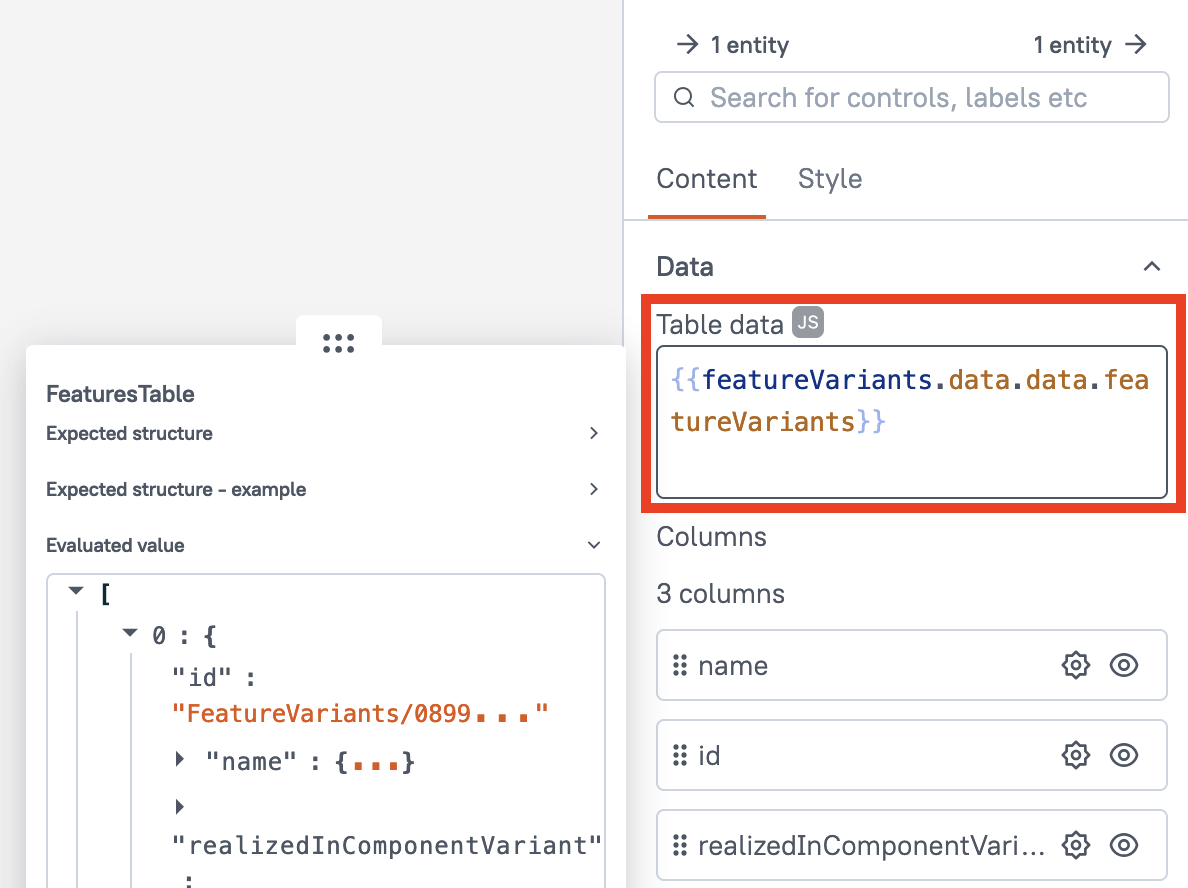 → 1 entity
1 entity →
Search for controls, labels etc
Content
Style
Data
Table data JS
{{featureVariants.data.data.fea
tureVariants}}
Columns
3 columns
name
id
realizedInComponentVari...
FeaturesTable
Expected structure
Expected structure - example
Evaluated value
[
0 : {
"id" :
"FeatureVariants/0899..."
"name" : {...}
"realizedInComponentVariant"
: